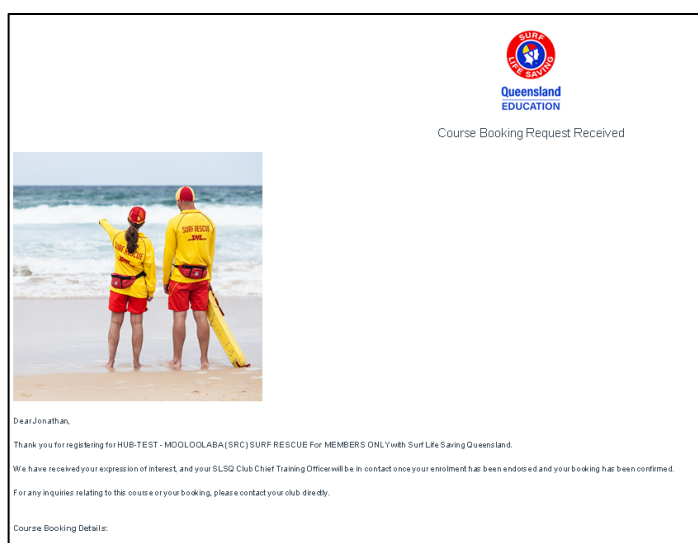 SURF
LIFE SAVING
Queensland
EDUCATION
Course Booking Request Received
SURF RESCUE
SURF RESCUE
Dear Jonathan,
Thank you for registering for HUB-TEST - MOOLOOLABA (SRC) SURF RESCUE For MEMBERS ONLY with Surf Life Saving Queensland.
We have received your expression of interest, and your SLSQ Club Chief Training Officer will be in contact once your enrolment has been endorsed and your booking has been confirmed.
For any inquiries relating to this course or your booking, please contact your club directly.
Course Booking Details: